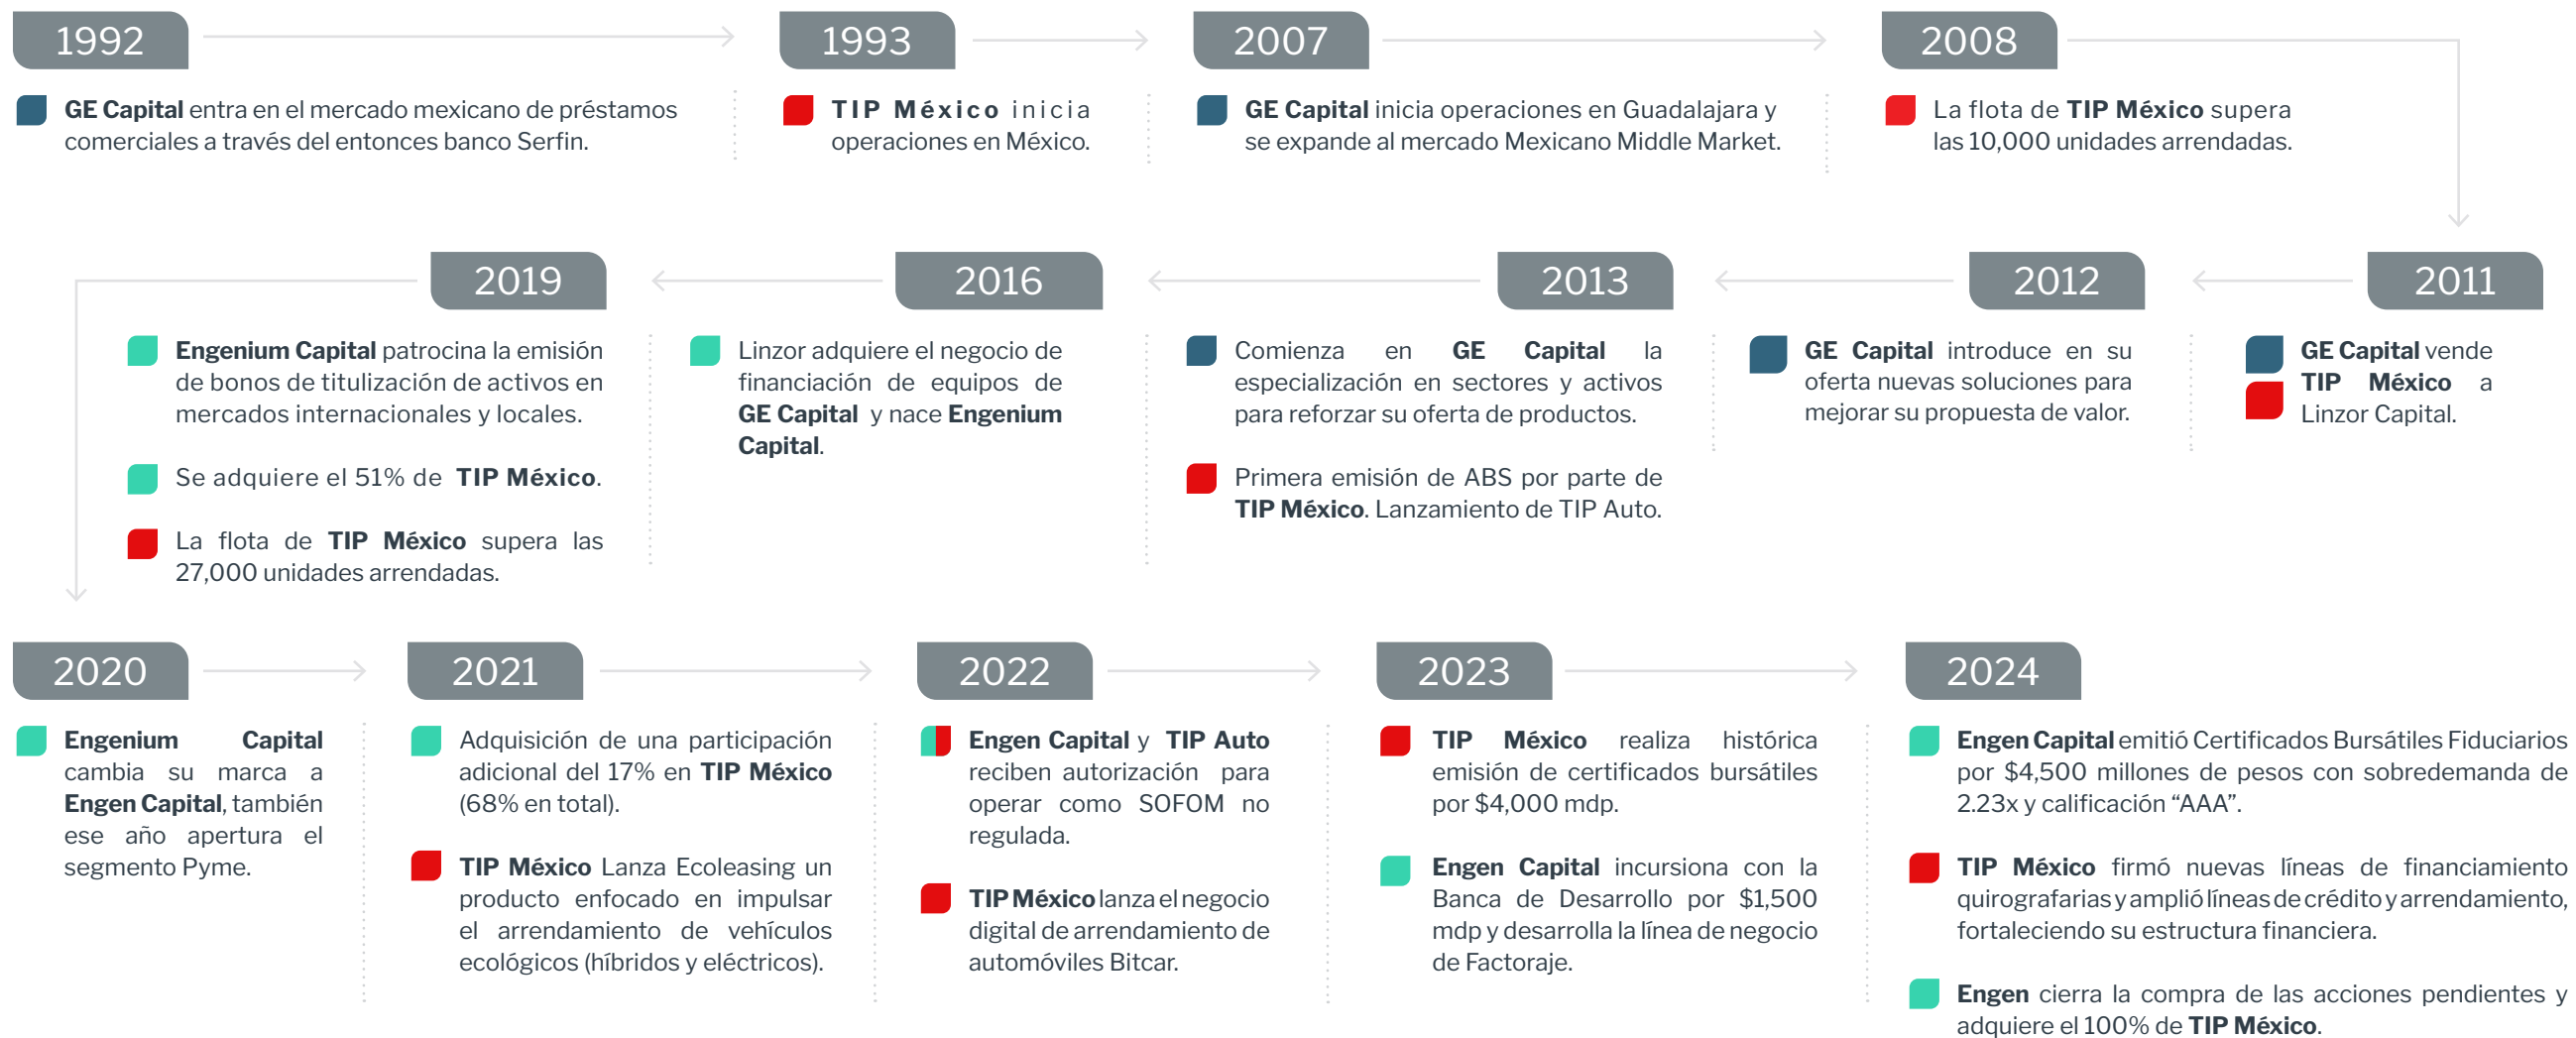 1992
GE Capital entra en el mercado mexicano de préstamos
comerciales a través del entonces banco Serfin.
1993
TIP México inicia
operaciones en México.
2007
GE Capital inicia operaciones en Guadalajara y
se expande al mercado Mexicano Middle Market.
2008
La flota de TIP México supera
las 10,000 unidades arrendadas.
2011
GE Capital vende
TIP México a
Linzor Capital.
2012
GE Capital introduce en su
oferta nuevas soluciones para
mejorar su propuesta de valor.
2013
Comienza en GE Capital la
especialización en sectores y activos
para reforzar su oferta de productos.
Primera emisión de ABS por parte de
TIP México. Lanzamiento de TIP Auto.
2016
Linzor adquiere el negocio de
financiación de equipos de
GE Capital y nace Engenium
Capital.
2019
Engenium Capital patrocina la emisión
de bonos de titulización de activos en
mercados internacionales y locales.
Se adquiere el 51% de TIP México.
La flota de TIP México supera las
27,000 unidades arrendadas.
2020
Engenium Capital
cambia su marca a
Engen Capital, también
ese año apertura el
segmento Pyme.
2021
Adquisición de una participación
adicional del 17% en TIP México
(68% en total).
TIP México Lanza Ecoleasing un
producto enfocado en impulsar
el arrendamiento de vehículos
ecológicos (híbridos y eléctricos).
2022
Engen Capital y TIP Auto
reciben autorización para
operar como SOFOM no
regulada.
TIP México lanza el negocio
digital de arrendamiento de
automóviles Bitcar.
2023
TIP México realiza histórica
emisión de certificados bursátiles
por $4,000 mdp.
Engen Capital incursiona con la
Banca de Desarrollo por $1,500
mdp y desarrolla la línea de negocio
de Factoraje.
2024
Engen Capital emitió Certificados Bursátiles Fiduciarios
por $4,500 millones de pesos con sobredemanda de
2.23x y calificación “AAA”.
TIP México firmó nuevas líneas de financiamiento
quirografarias y amplió líneas de crédito y arrendamiento,
fortaleciendo su estructura financiera.
Engen cierra la compra de las acciones pendientes y
adquiere el 100% de TIP México.